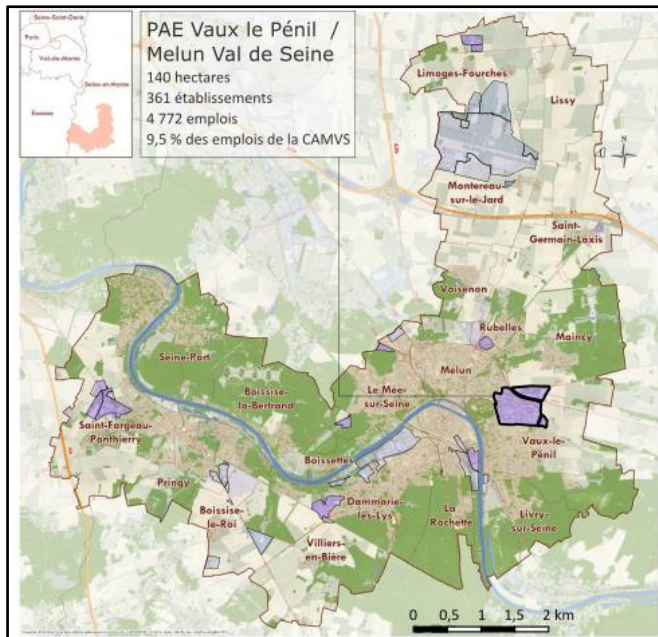 Seine-Saint-Denis
Paris
Val-de-Marne
Seine-et-Marne
Essonne
PAE Vaux le Pénil /
Melun Val de Seine
140 hectares
361 établissements
4 772 emplois
9,5 % des emplois de la CAMVS
Limoges-Fourches
Lissy
N
Montereau-
sur-le-Jard
Saint-
Germain-Laxis
Voisenon
Rubelles
Maincy
Seine-Port
Melun
Boissise-
la-Bertrand
Le Mée-
sur-Seine
Saint-Fargeau-
Ponthierry
Vaux-le-
Pénil
Boissettes
Pringy
Boissise-
le-Roi
Dammarie-
les-Lys
La
Rochette
Livry-
sur-Seine
Villiers-
en-Bière
0 0,5 1 1,5 2 km